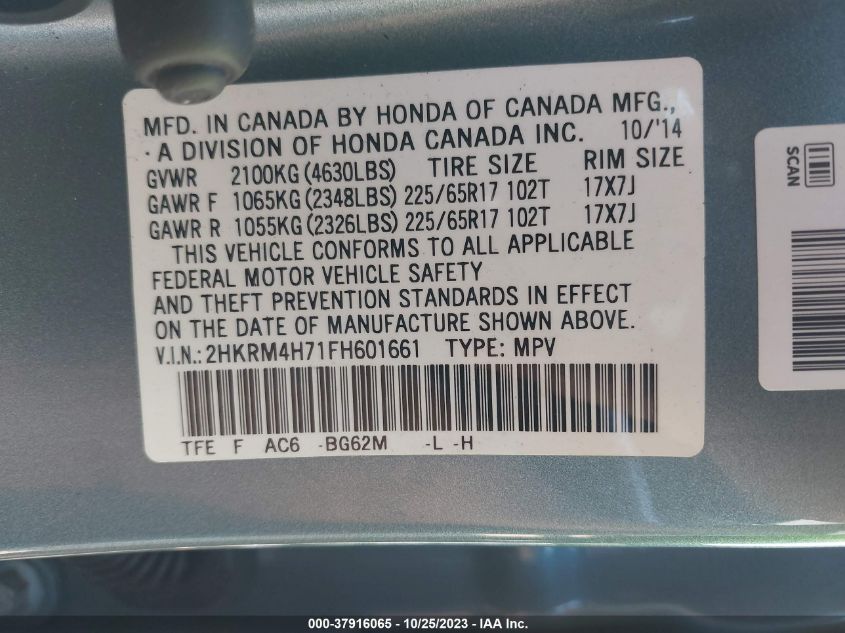 MFD. IN CANADA BY HONDA OF CANADA MFG.,
A DIVISION OF HONDA CANADA INC. 10/'14
GVWR 2100KG (4630LBS) TIRE SIZE RIM SIZE
GAWR F 1065KG (2348LBS) 225/65R17 102T 17X7J
GAWR R 1055KG (2326LBS) 225/65R17 102T 17X7J
THIS VEHICLE CONFORMS TO ALL APPLICABLE
FEDERAL MOTOR VEHICLE SAFETY
AND THEFT PREVENTION STANDARDS IN EFFECT
ON THE DATE OF MANUFACTURE SHOWN ABOVE.
V.I.N.: 2HKRM4H71FH601661 TYPE: MPV
TFE F AC6 -BG62M -L -H
SCAN
000-37916065 - 10/25/2023 - IAA Inc.